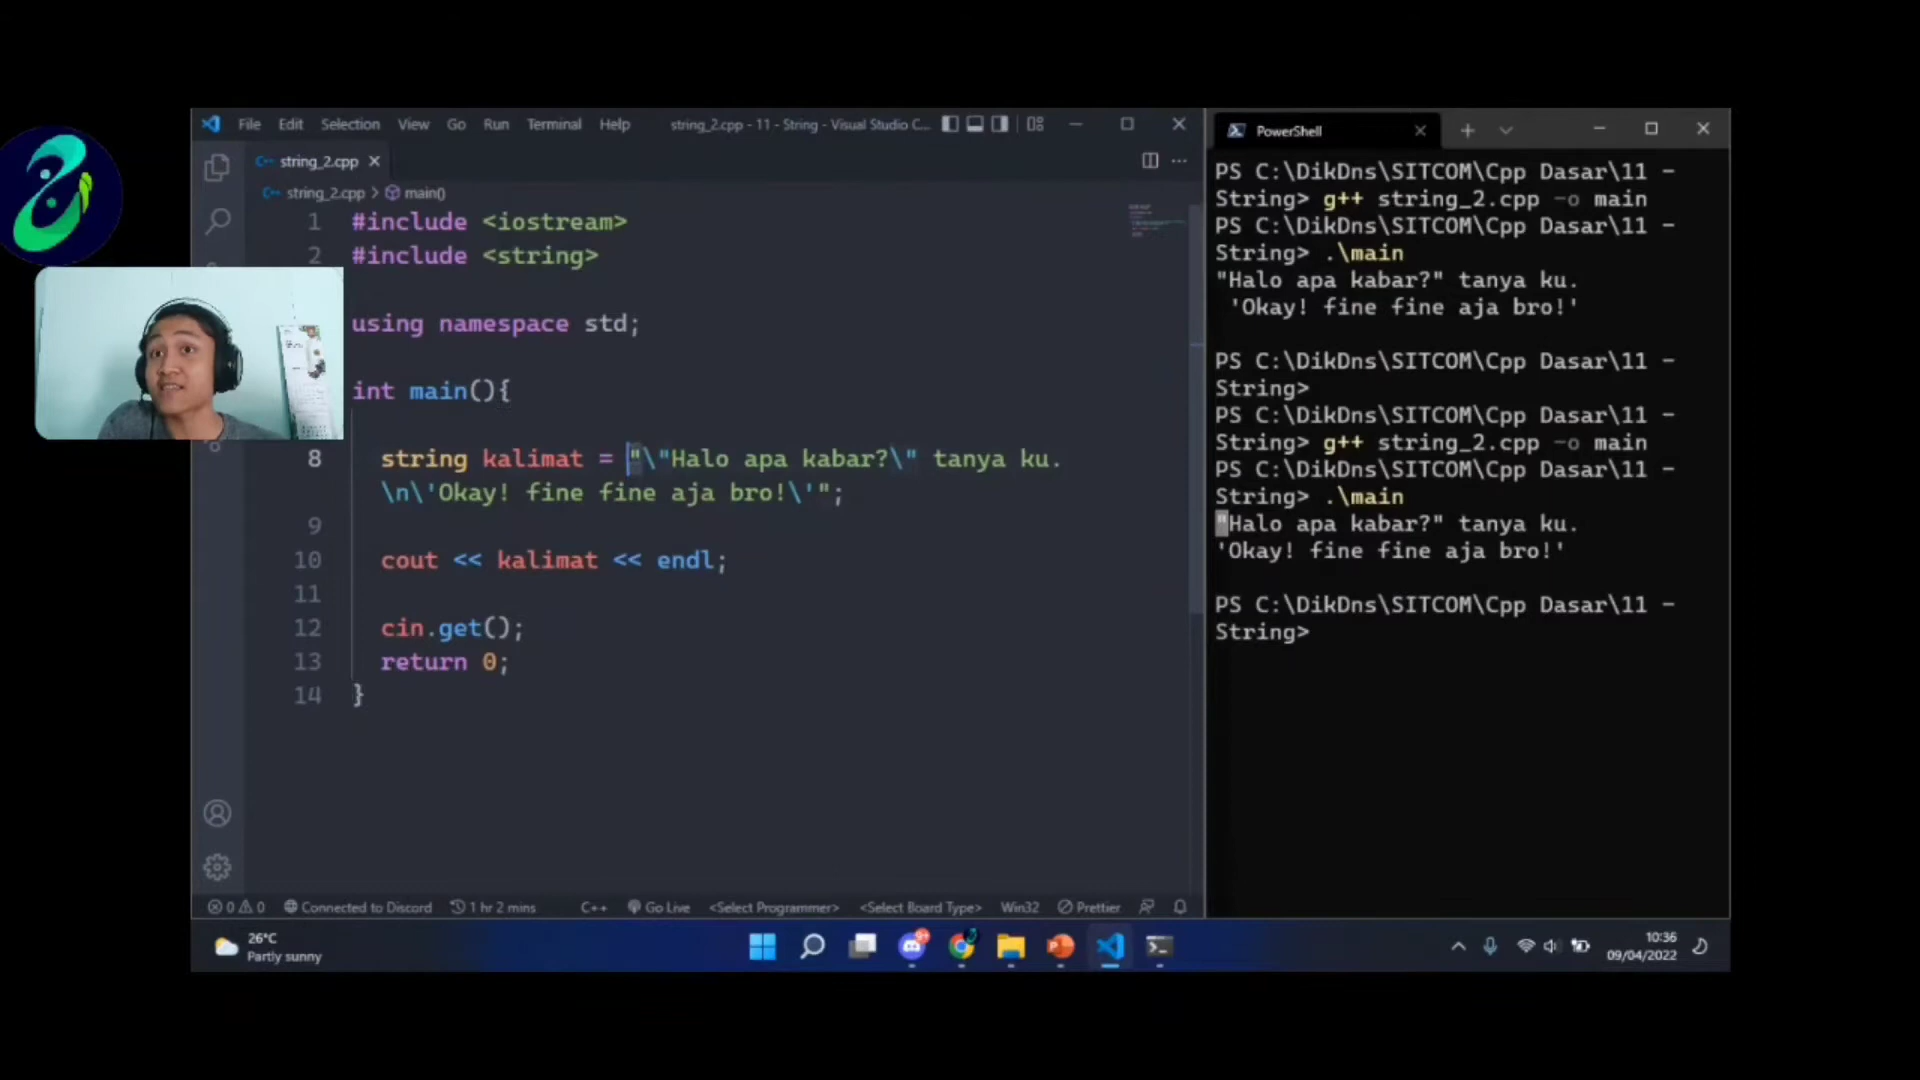 File Edit Selection View Go Run Terminal Help string_2.cpp - 11 - String - Visual Studio C...
string_2.cpp
string_2.cpp > main()
1 #include <iostream>
2 #include <string>
using namespace std;
int main(){
8 string kalimat = "\"Halo apa kabar?\" tanya ku.
\n\'Okay! fine fine aja bro!\'";
9
10 cout << kalimat << endl;
11
12 cin.get();
13 return 0;
14 }
0 0 Connected to Discord 1 hr 2 mins C++ Go Live <Select Programmer> <Select Board Type> Win32 Prettier
PowerShell
PS C:\DikDns\SITCOM\Cpp Dasar\11 -
String> g++ string_2.cpp -o main
PS C:\DikDns\SITCOM\Cpp Dasar\11 -
String> .\main
"Halo apa kabar?" tanya ku.
'Okay! fine fine aja bro!'
PS C:\DikDns\SITCOM\Cpp Dasar\11 -
String>
PS C:\DikDns\SITCOM\Cpp Dasar\11 -
String> g++ string_2.cpp -o main
PS C:\DikDns\SITCOM\Cpp Dasar\11 -
String> .\main
"Halo apa kabar?" tanya ku.
'Okay! fine fine aja bro!'
PS C:\DikDns\SITCOM\Cpp Dasar\11 -
String>
26°C
Partly sunny
10:36
09/04/2022